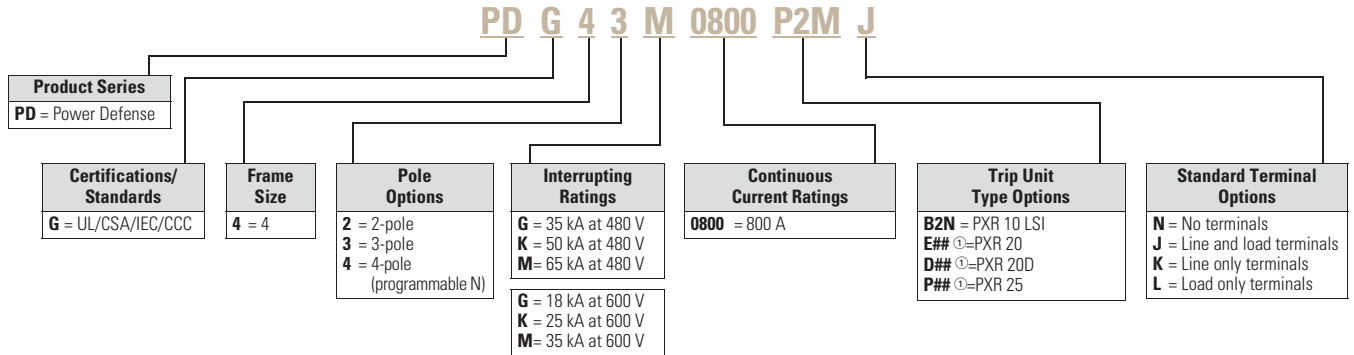 PD G 4 3 M 0800 P2M J
Product Series
PD = Power Defense
Certifications/
Standards
G = UL/CSA/IEC/CCC
Frame
Size
4 = 4
Pole
Options
2 = 2-pole
3 = 3-pole
4 = 4-pole
(programmable N)
Interrupting
Ratings
G = 35 kA at 480 V
K = 50 kA at 480 V
M= 65 kA at 480 V
G = 18 kA at 600 V
K = 25 kA at 600 V
M= 35 kA at 600 V
Continuous
Current Ratings
0800 = 800 A
Trip Unit
Type Options
B2N = PXR 10 LSI
E## ①=PXR 20
D## ①=PXR 20D
P## ①=PXR 25
Standard Terminal
Options
N = No terminals
J = Line and load terminals
K = Line only terminals
L = Load only terminals